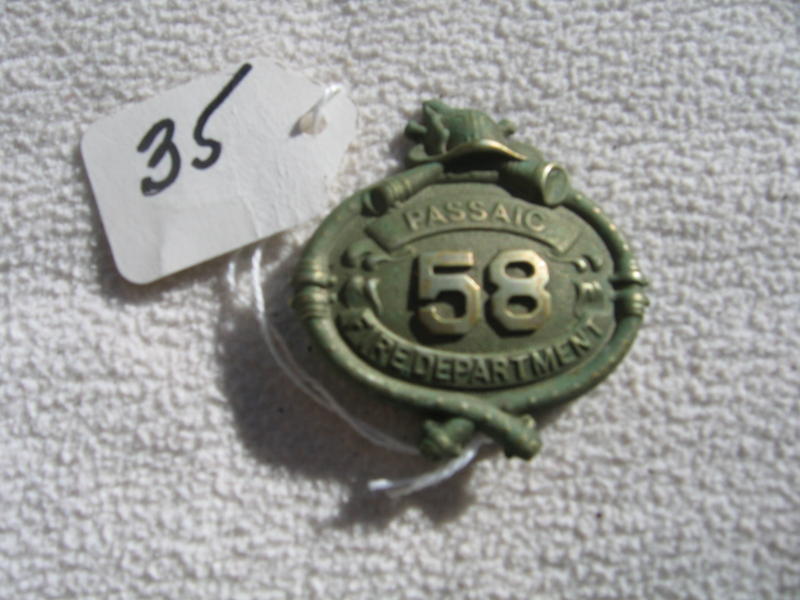 35
PASSAIC
58
FIRE DEPARTMENT